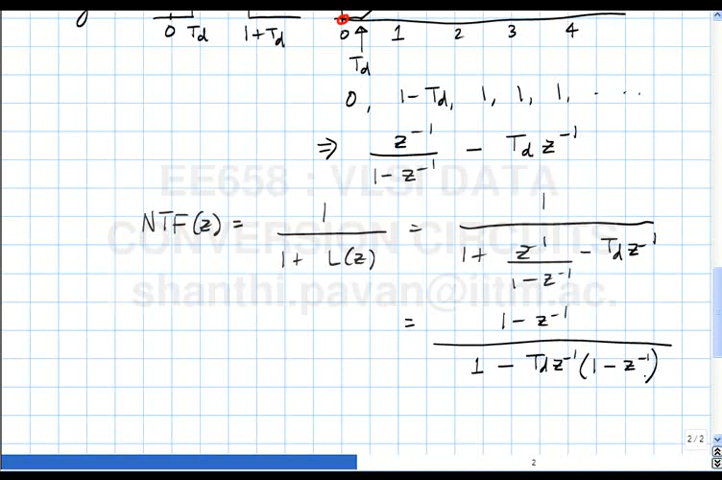 0 Td 1+Td 0 1 2 3 4
Td
0, 1-Td, 1, 1, 1, .....
⇒ z⁻¹/(1-z⁻¹) - Td z⁻¹
EE658 : VLSI DATA
CONVERSION CIRCUITS
shanthi.pavan@iitm.ac.
NTF(z) = 1/(1+ L(z)) = 1/(1+ z⁻¹/(1-z⁻¹) - Td z⁻¹)
= (1-z⁻¹)/(1 - Td z⁻¹(1-z⁻¹))
2/2
2